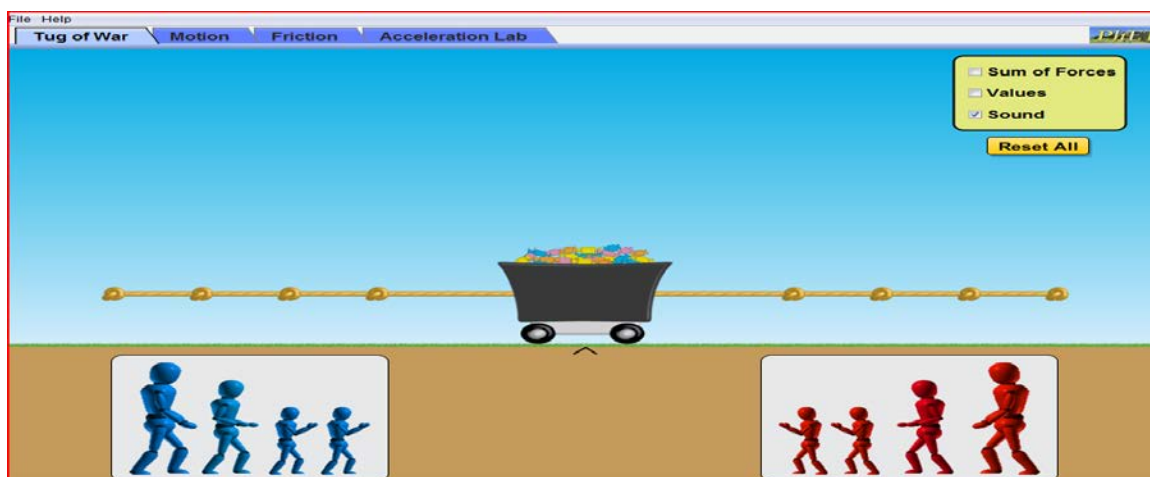 File Help
Tug of War Motion Friction Acceleration Lab
Sum of Forces
Values
Sound
Reset All